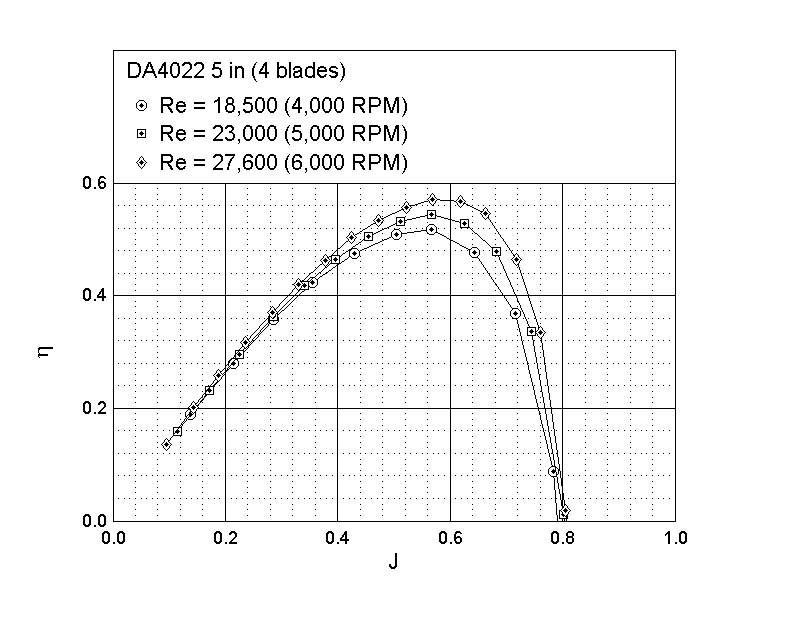 DA4022 5 in (4 blades)
Re = 18,500 (4,000 RPM)
Re = 23,000 (5,000 RPM)
Re = 27,600 (6,000 RPM)
0.6
0.4
η
0.2
0.0
0.0 0.2 0.4 0.6 0.8 1.0
J